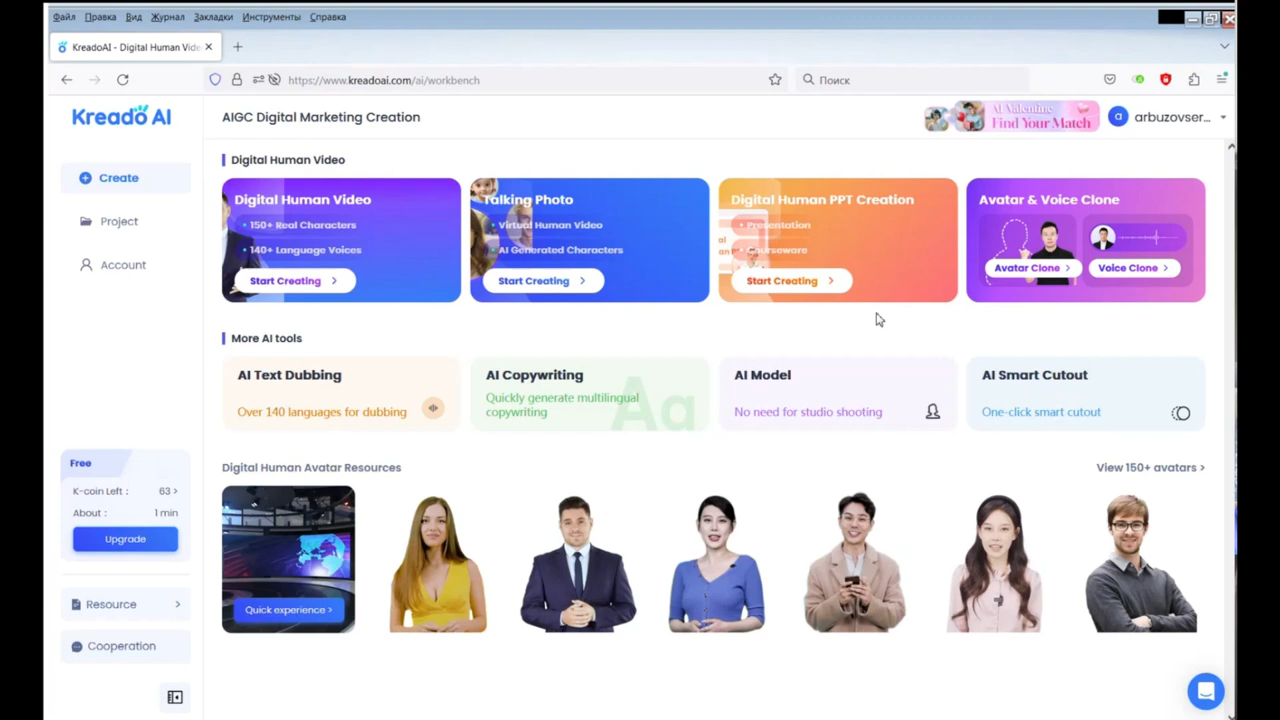 Файл Правка Вид Журнал Закладки Инструменты Справка
KreadoAI - Digital Human Vide
https://www.kreadoai.com/ai/workbench
Поиск
Kreado AI
AIGC Digital Marketing Creation
AI Valentine
Find Your Match
a arbuzovser...
Create
Project
Account
Digital Human Video
Digital Human Video
• 150+ Real Characters
• 140+ Language Voices
Start Creating >
Talking Photo
• Virtual Human Video
• AI Generated Characters
Start Creating >
Digital Human PPT Creation
• Presentation
• Courseware
Start Creating >
Avatar & Voice Clone
Avatar Clone >
Voice Clone >
More AI tools
AI Text Dubbing
Over 140 languages for dubbing
AI Copywriting
Quickly generate multilingual
copywriting
Aa
AI Model
No need for studio shooting
AI Smart Cutout
One-click smart cutout
Digital Human Avatar Resources
View 150+ avatars >
Quick experience >
Free
K-coin Left : 63 >
About : 1 min
Upgrade
Resource >
Cooperation